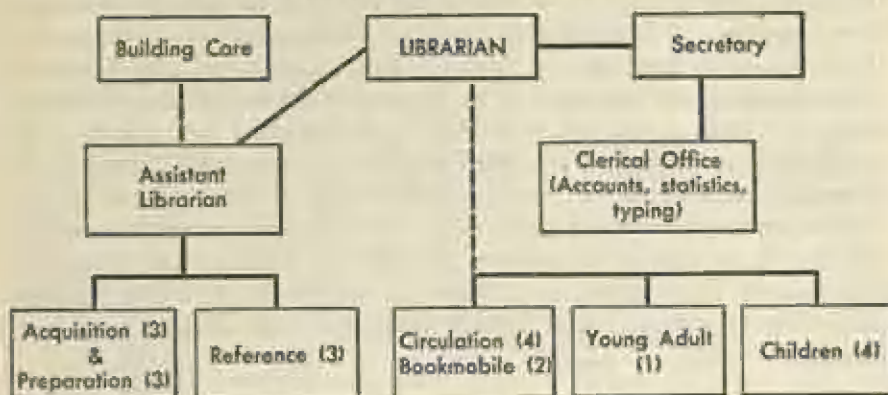 Building Care
LIBRARIAN
Secretary
Assistant
Librarian
Clerical Office
(Accounts, statistics,
typing)
Acquisition (3)
&
Preparation (3)
Reference (3)
Circulation (4)
Bookmobile (2)
Young Adult
(1)
Children (4)